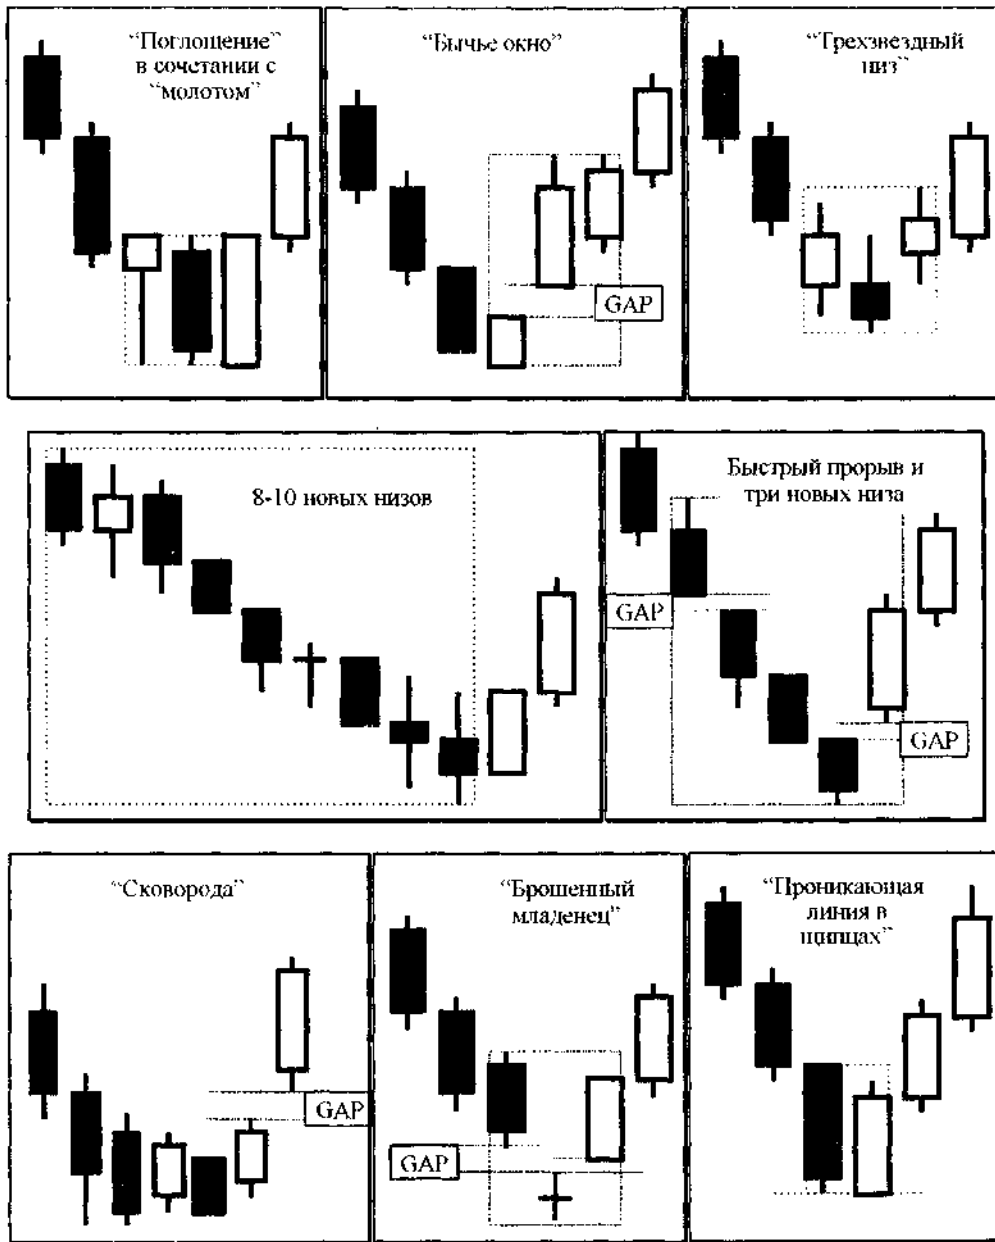 “Поглощение”
в сочетании с
“молотом”
“Бычье окно”
GAP
“Трехзвездный
низ”
8-10 новых низов
Быстрый прорыв и
три новых низа
GAP
GAP
“Сковорода”
GAP
“Брошенный
младенец”
GAP
“Проникающая
линия в
щипцах”